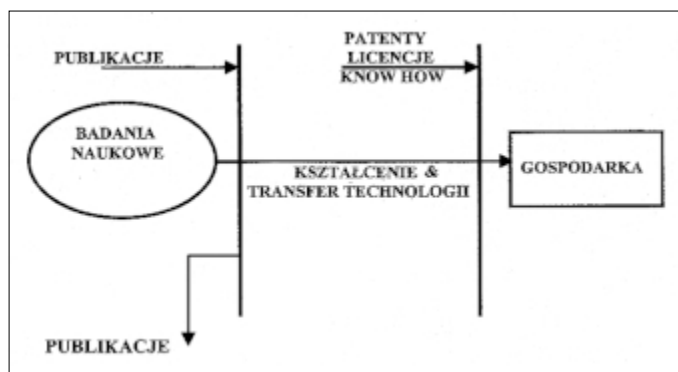 PUBLIKACJE
PATENTY
LICENCJE
KNOW HOW
BADANIA
NAUKOWE
KSZTAŁCENIE &
TRANSFER TECHNOLOGII
GOSPODARKA
PUBLIKACJE